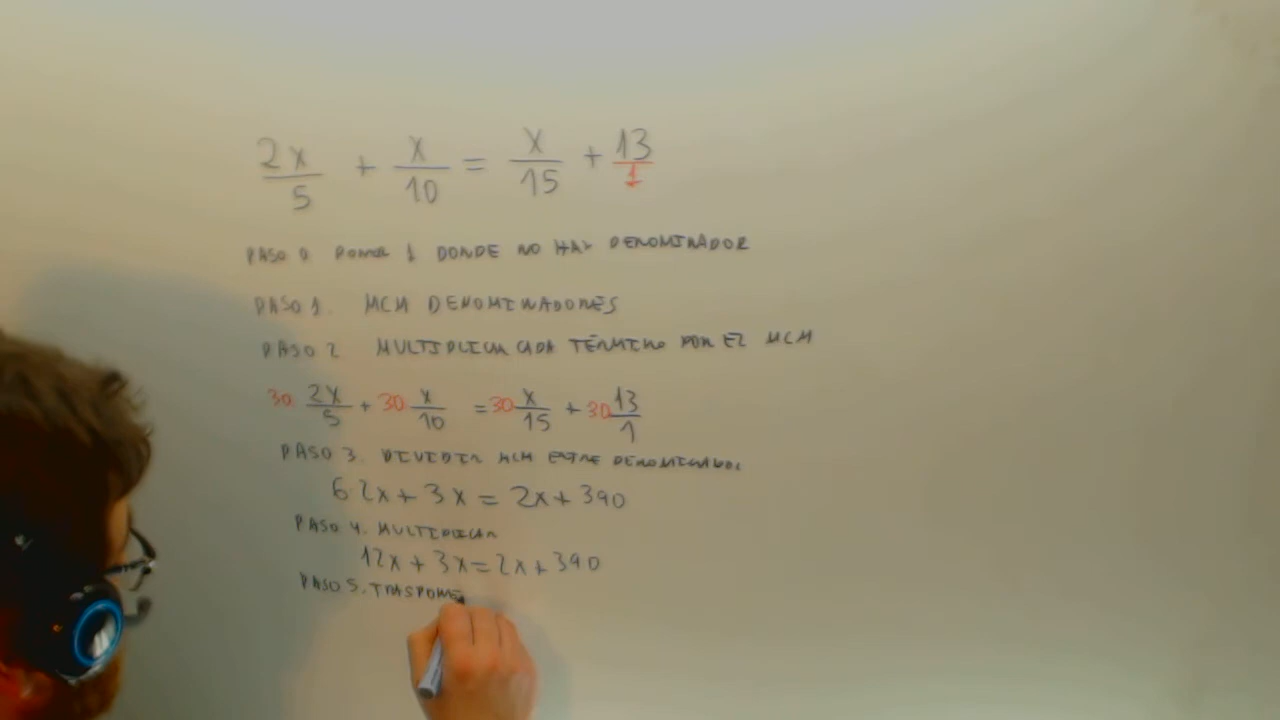 2x/5 + x/10 = x/15 + 13/1
PASO 0 PONER 1 DONDE NO HAY DENOMINADOR
PASO 1. MCM DENOMINADORES
PASO 2 MULTIPLICAR CADA TÉRMINO POR EL MCM
30 2x/5 + 30 x/10 = 30 x/15 + 30 13/1
PASO 3. DIVIDIR MCM ENTRE DENOMINADOR
6 2x + 3x = 2x + 390
PASO 4. MULTIPLICAR
12x + 3x = 2x + 390
PASO 5. TRASPONE